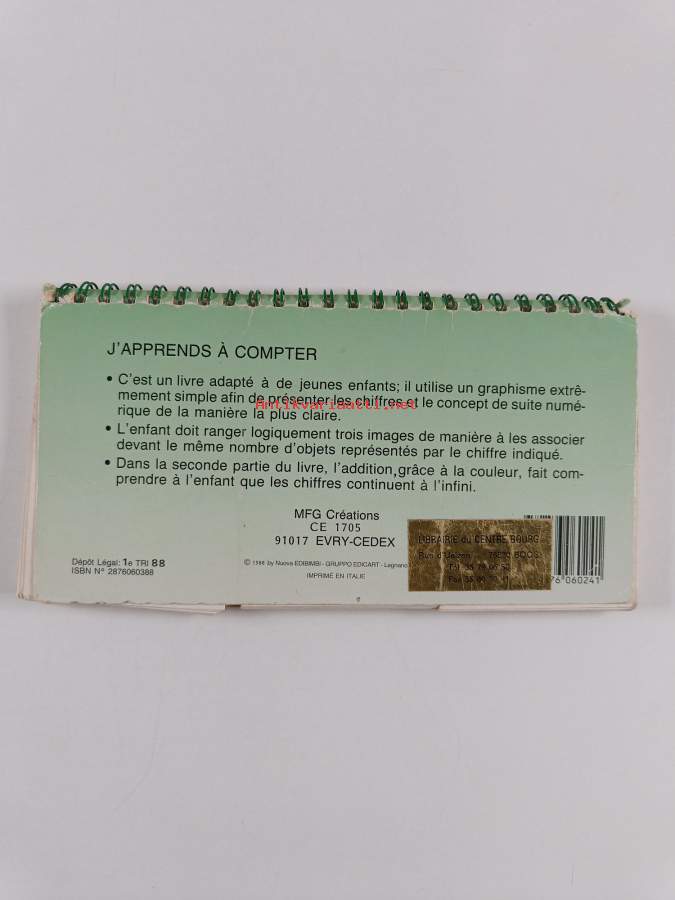 J'APPRENDS À COMPTER
• C'est un livre adapté à de jeunes enfants; il utilise un graphisme extrê-
mement simple afin de présenter les chiffres et le concept de suite numé-
rique de la manière la plus claire.
Antikvariaatti.net
• L'enfant doit ranger logiquement trois images de manière à les associer
devant le même nombre d'objets représentés par le chiffre indiqué.
• Dans la seconde partie du livre, l'addition,grâce à la couleur, fait com-
prendre à l'enfant que les chiffres continuent à l'infini.
MFG Créations
CE 1705
91017 EVRY-CEDEX
Dépôt Légal: 1e TRI 88
ISBN N° 2876060388
© 1986 by Nuova EDIBIMBI - GRUPPO EDICART - Legnano
IMPRIMÉ EN ITALIE
LIBRAIRIE du CENTRE BOURG
76 060241